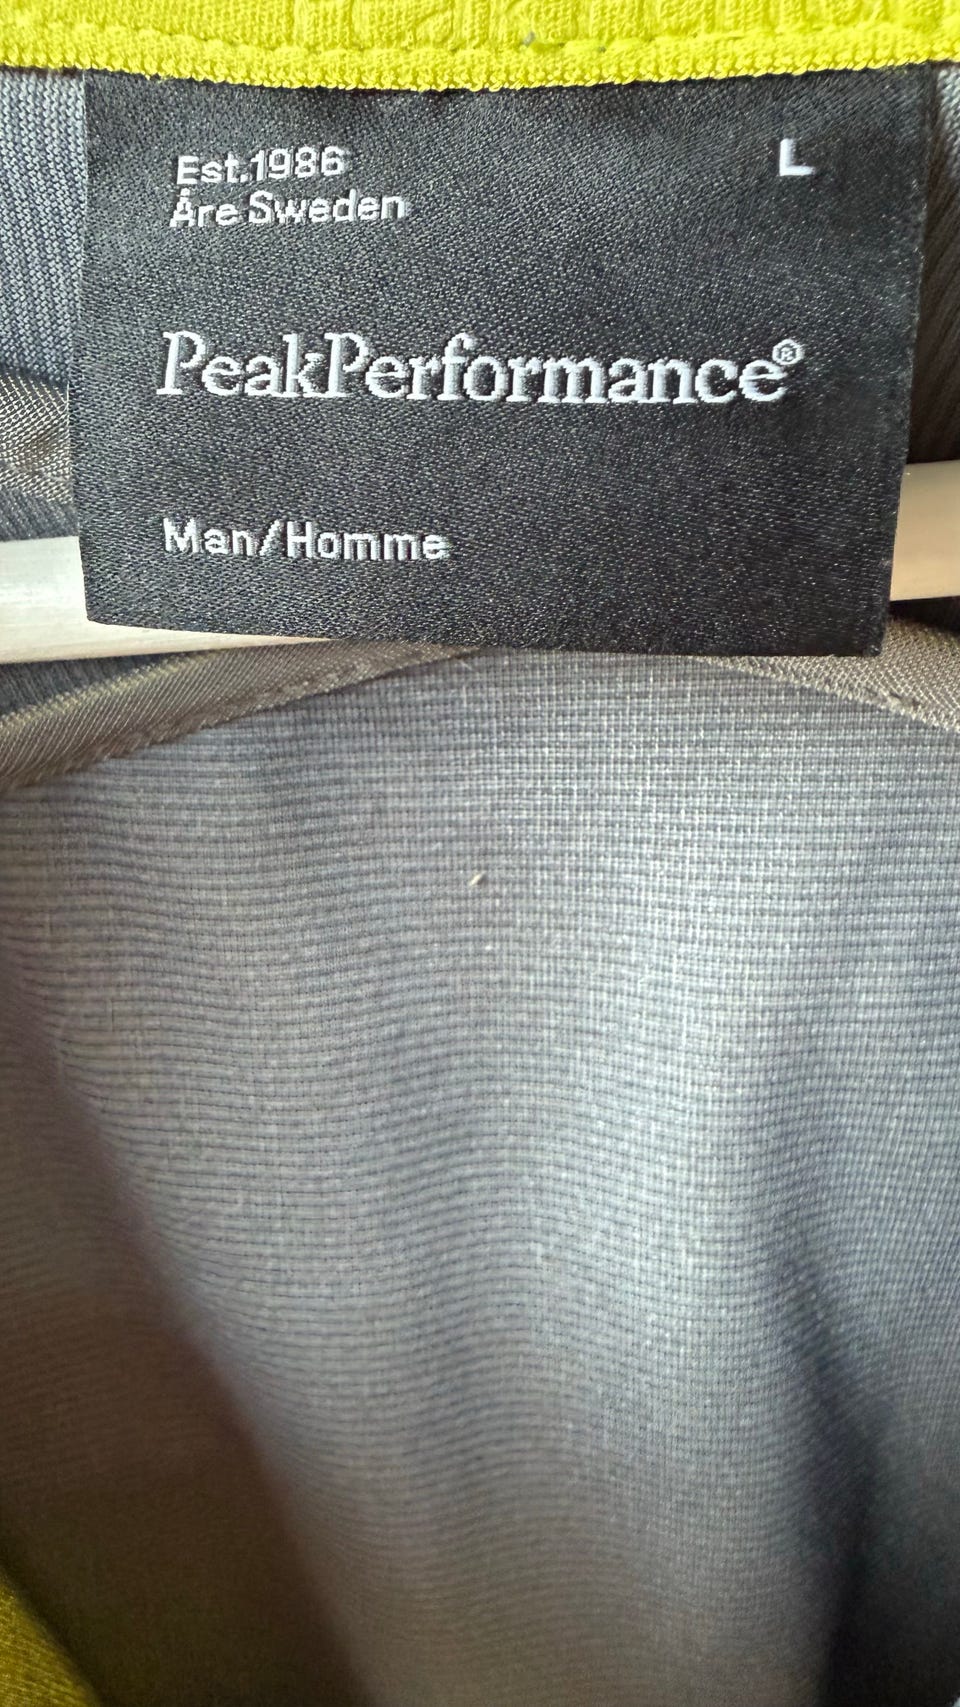 Est.1986
Åre Sweden
L
PeakPerformance®
Man/Homme